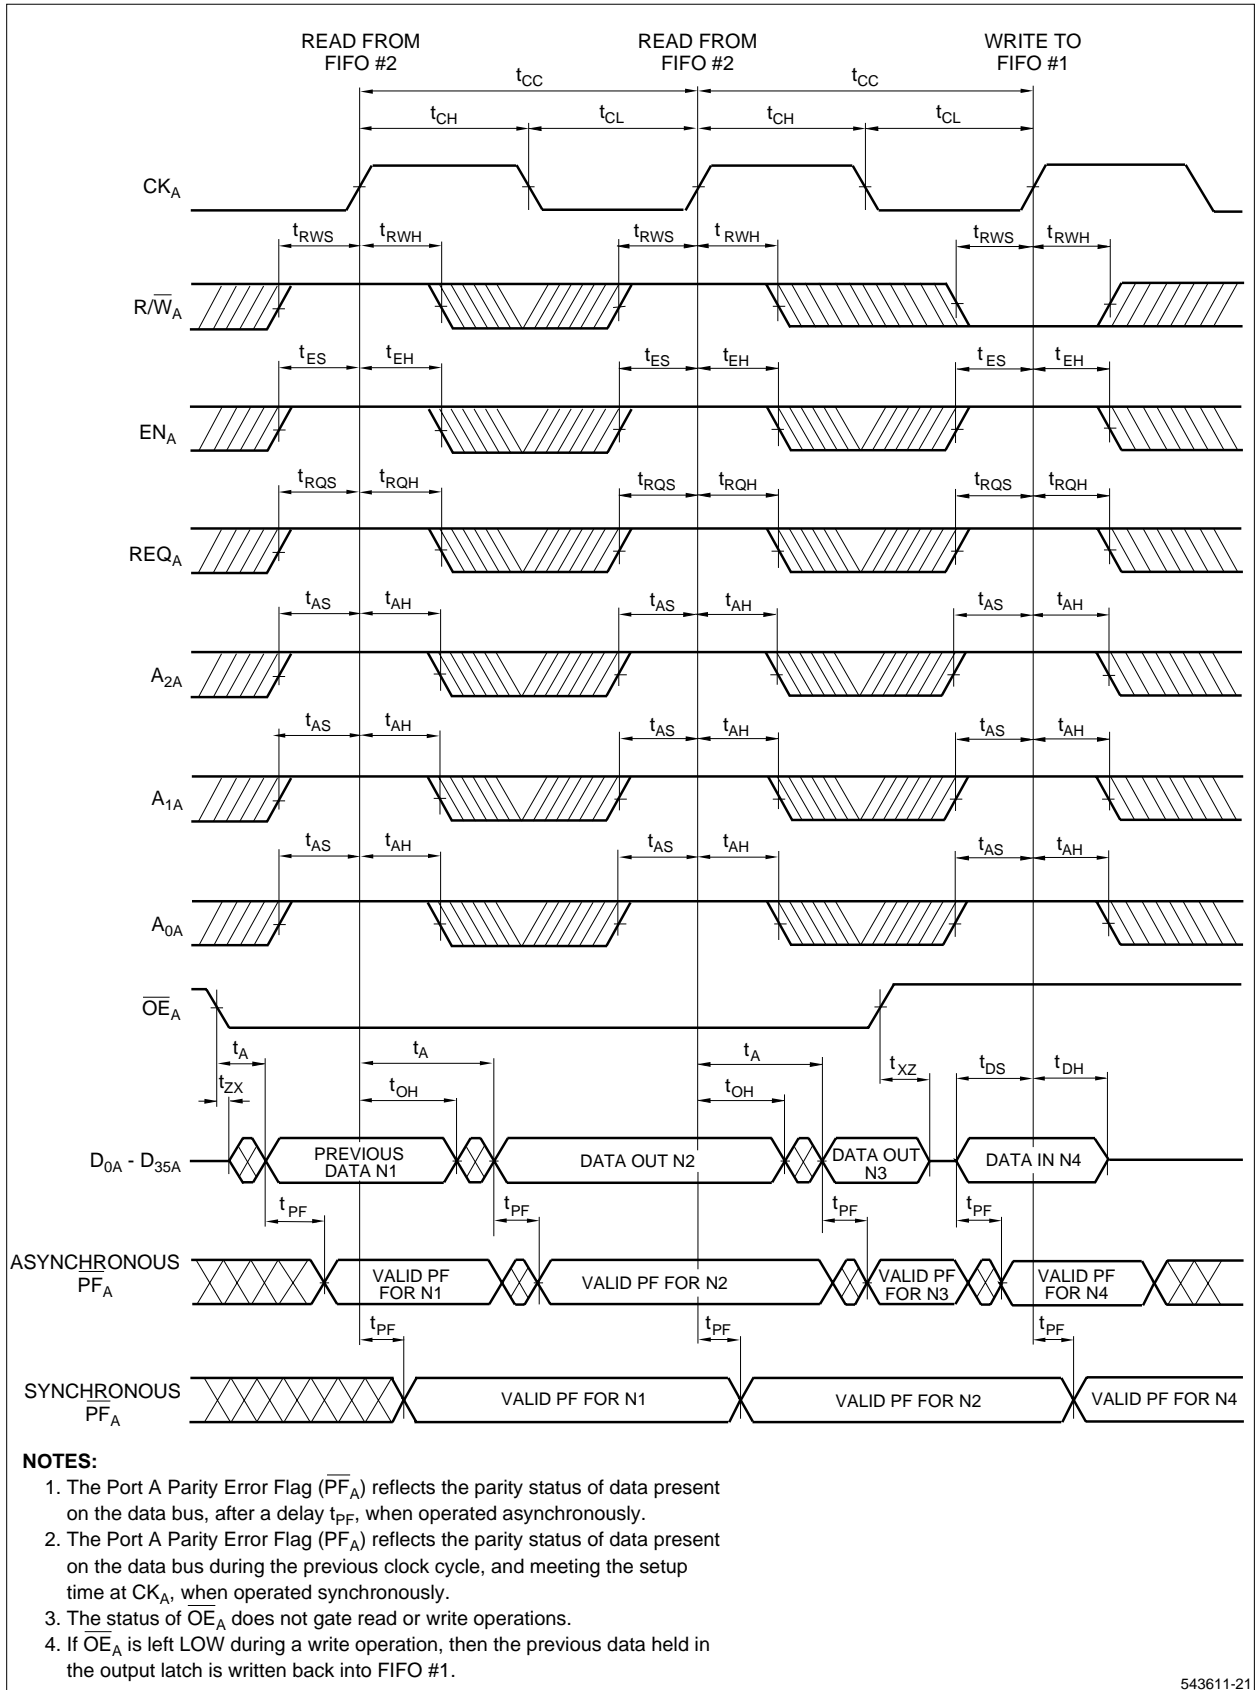 READ FROM
FIFO #2
READ FROM
FIFO #2
WRITE TO
FIFO #1
tCC tCC
tCH tCL tCH tCL
CKA
tRWS tRWH tRWS tRWH tRWS tRWH
R/W̅A
tES tEH tES tEH tES tEH
ENA
tRQS tRQH tRQS tRQH tRQS tRQH
REQA
tAS tAH tAS tAH tAS tAH
A2A
tAS tAH tAS tAH tAS tAH
A1A
tAS tAH tAS tAH tAS tAH
A0A
O̅E̅A
tA tA tA tXZ tDS tDH
tZX tOH tOH
D0A - D35A
PREVIOUS
DATA N1
DATA OUT N2
DATA OUT
N3
DATA IN N4
tPF tPF tPF tPF
ASYNCHRONOUS
P̅F̅A
VALID PF
FOR N1
VALID PF FOR N2
VALID PF
FOR N3
VALID PF
FOR N4
tPF tPF tPF
SYNCHRONOUS
P̅F̅A
VALID PF FOR N1
VALID PF FOR N2
VALID PF FOR N4
NOTES:
1. The Port A Parity Error Flag (P̅F̅A) reflects the parity status of data present
on the data bus, after a delay tPF, when operated asynchronously.
2. The Port A Parity Error Flag (PFA) reflects the parity status of data present
on the data bus during the previous clock cycle, and meeting the setup
time at CKA, when operated synchronously.
3. The status of O̅E̅A does not gate read or write operations.
4. If O̅E̅A is left LOW during a write operation, then the previous data held in
the output latch is written back into FIFO #1.
543611-21